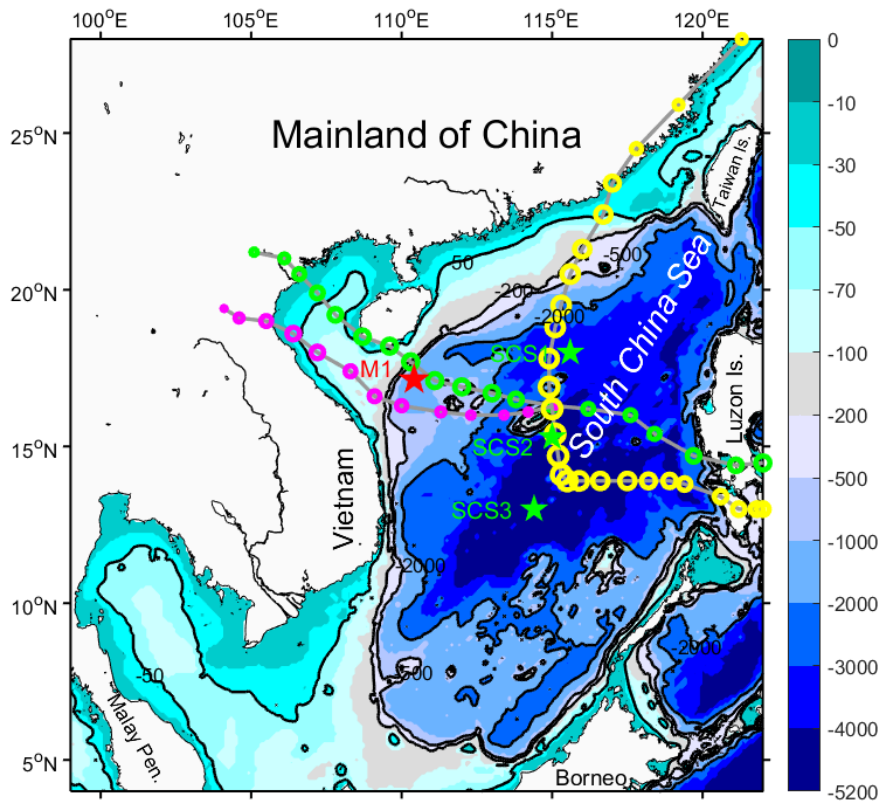 100°E
105°E
110°E
115°E
120°E
25°N
20°N
15°N
10°N
5°N
Mainland of China
Taiwan Is.
-500
50
-200
-2000
South China Sea
SCS
M1
SCS2
Luzon Is.
Vietnam
SCS3
-2000
-2000
-500
-50
Malay Pen.
Borneo
0
-10
-30
-50
-70
-100
-200
-500
-1000
-2000
-3000
-4000
-5200